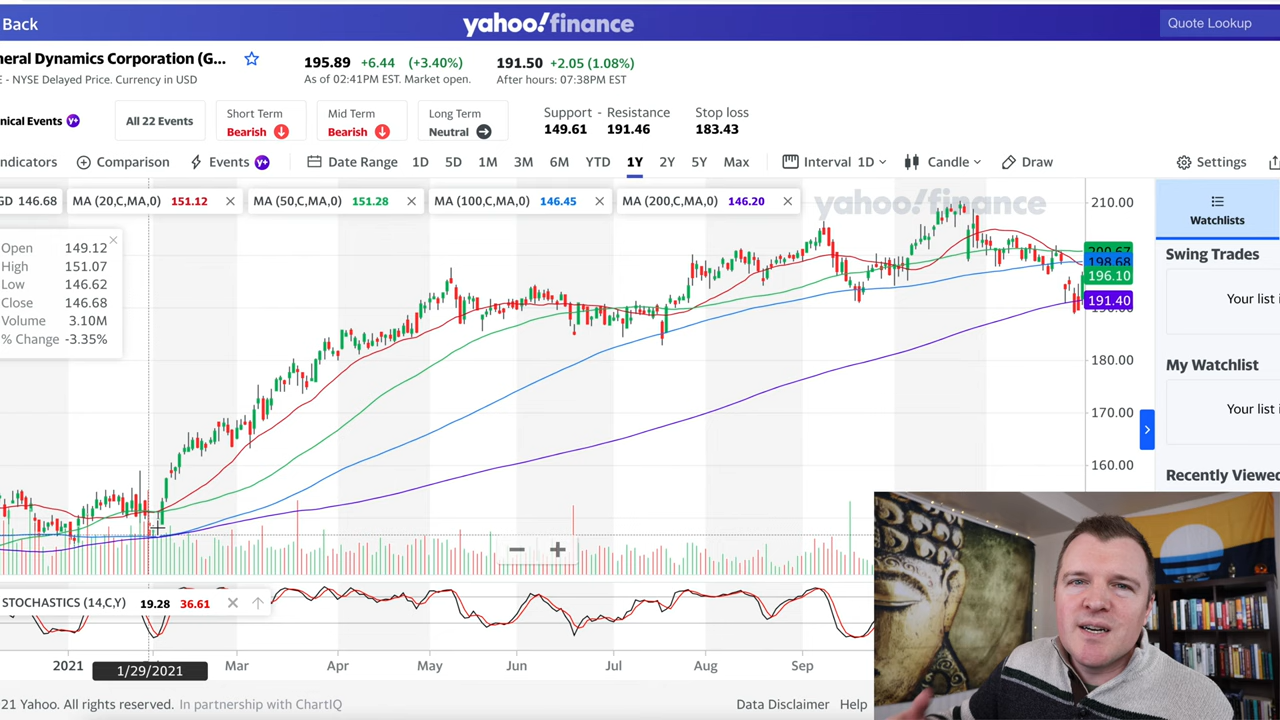 Back
yahoo!finance
Quote Lookup
neral Dynamics Corporation (G...
195.89 +6.44 (+3.40%)
191.50 +2.05 (1.08%)
E - NYSE Delayed Price. Currency in USD
As of 02:41PM EST. Market open.
After hours: 07:38PM EST
nical Events Y+
All 22 Events
Short Term
Bearish
Mid Term
Bearish
Long Term
Neutral
Support - Resistance
149.61 191.46
Stop loss
183.43
ndicators
Comparison
Events Y+
Date Range 1D 5D 1M 3M 6M YTD 1Y 2Y 5Y Max
Interval 1D
Candle
Draw
Settings
GD 146.68
MA (20,C,MA,0) 151.12
MA (50,C,MA,0) 151.28
MA (100,C,MA,0) 146.45
MA (200,C,MA,0) 146.20
yahoo!finance
Open 149.12
High 151.07
Low 146.62
Close 146.68
Volume 3.10M
% Change -3.35%
210.00
200.67
198.68
196.10
191.40
190.00
180.00
170.00
160.00
Watchlists
Swing Trades
Your list i
My Watchlist
Your list i
Recently Viewed
STOCHASTICS (14,C,Y) 19.28 36.61
2021
1/29/2021
Mar
Apr
May
Jun
Jul
Aug
Sep
21 Yahoo. All rights reserved. In partnership with ChartIQ
Data Disclaimer Help